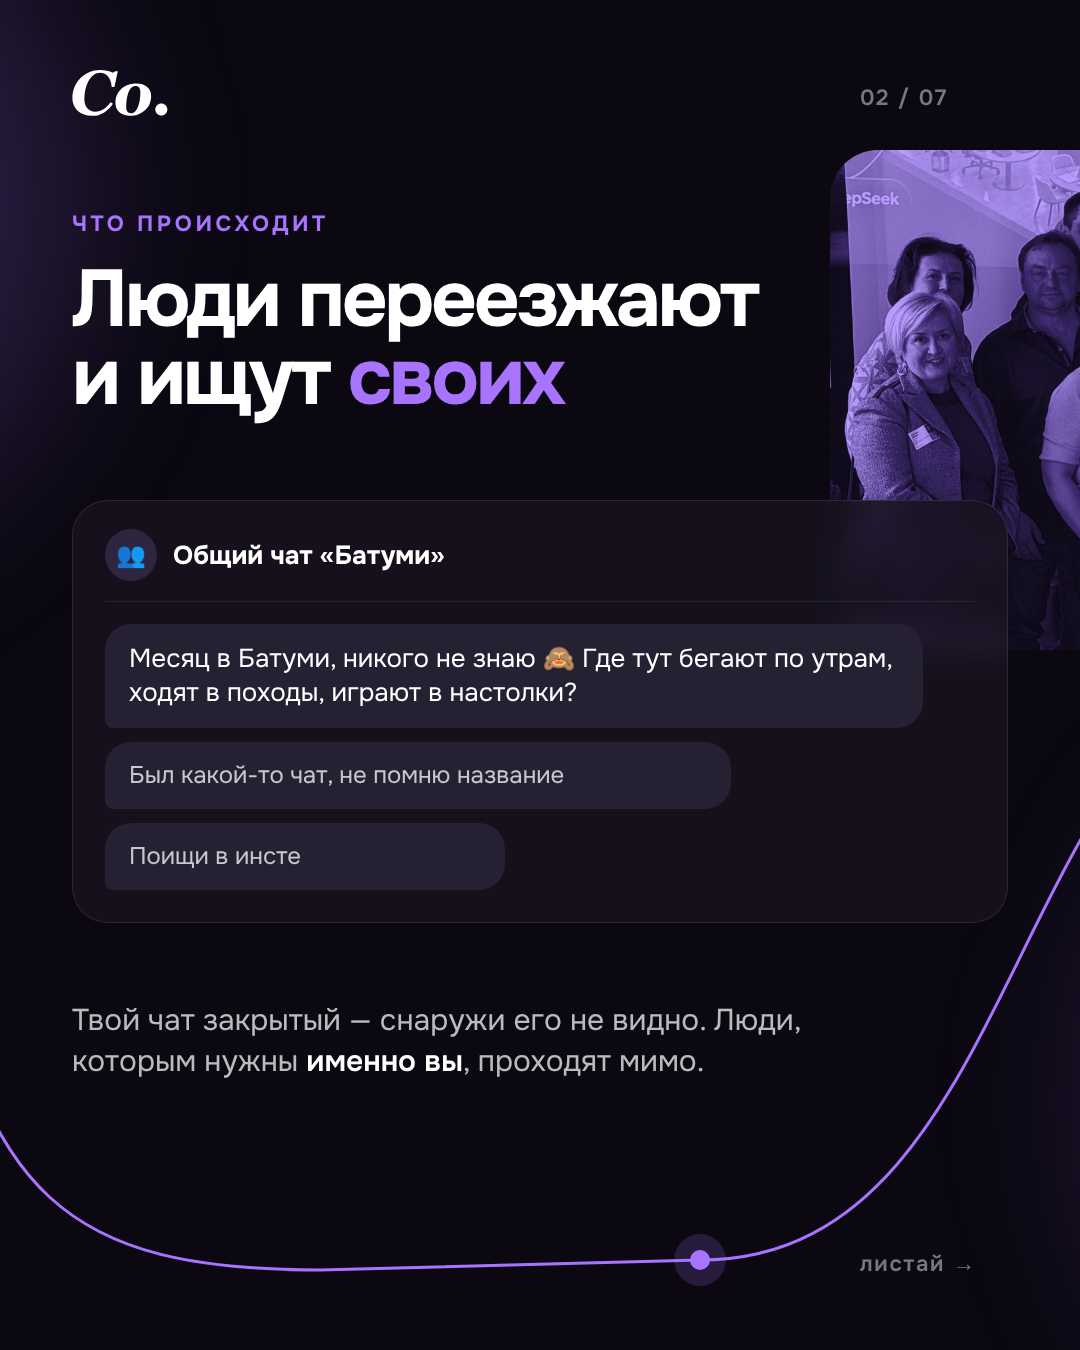 Co.
02 / 07
epSeek
ЧТО ПРОИСХОДИТ
Люди переезжают
и ищут своих
Общий чат «Батуми»
Месяц в Батуми, никого не знаю 🙈 Где тут бегают по утрам,
ходят в походы, играют в настолки?
Был какой-то чат, не помню название
Поищи в инсте
Твой чат закрытый — снаружи его не видно. Люди,
которым нужны именно вы, проходят мимо.
листай →